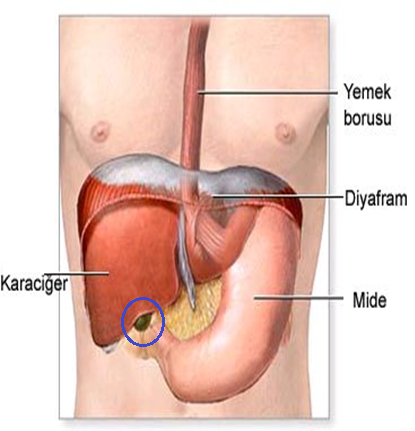 Yemek
borusu
Diyafram
Karaciğer
Mide